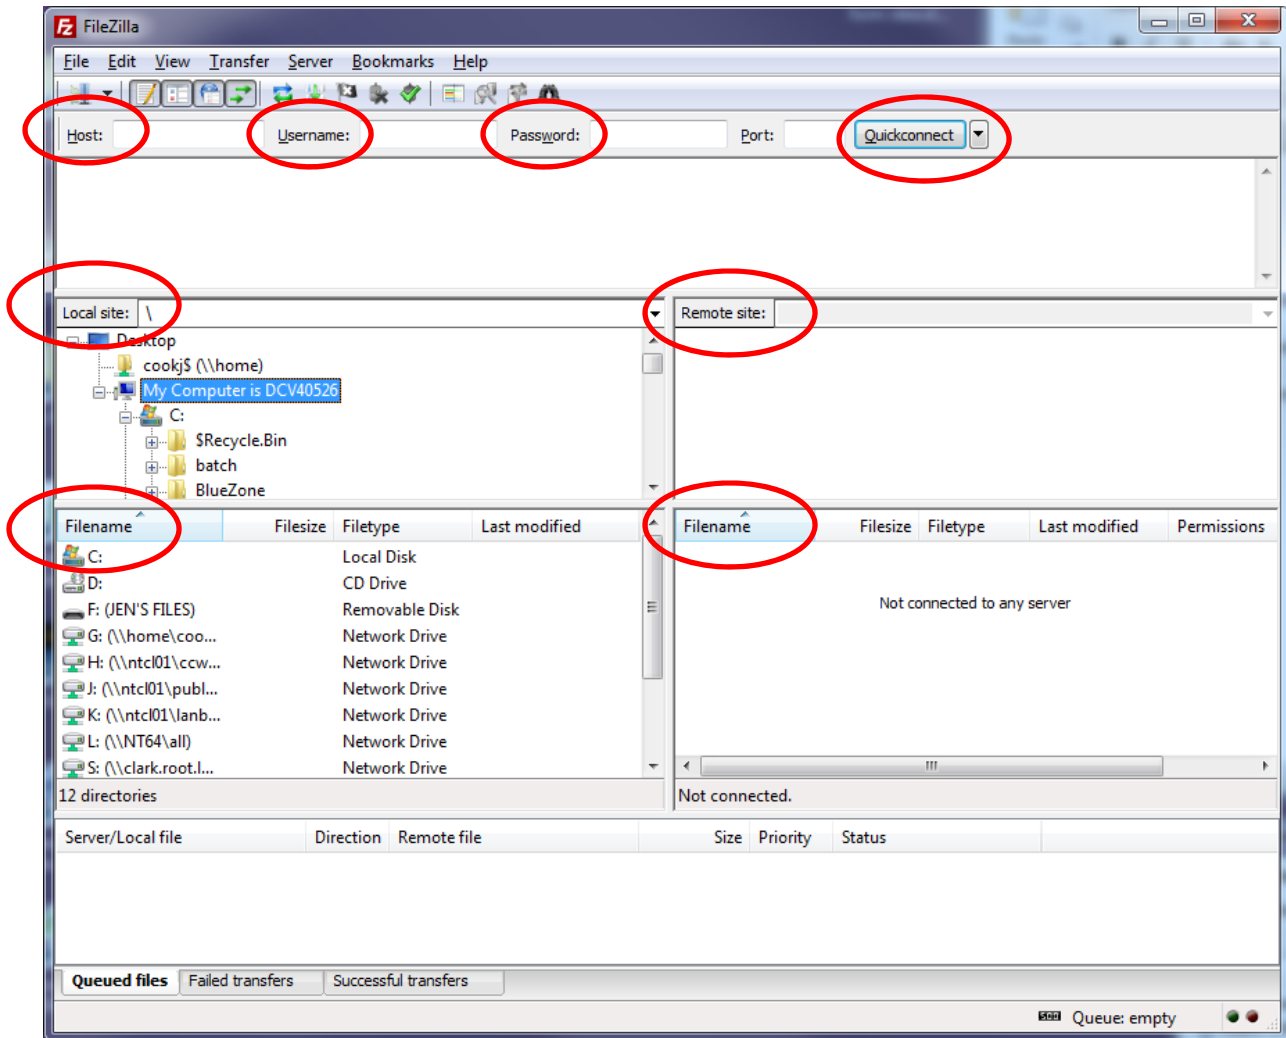 FileZilla
File Edit View Transfer Server Bookmarks Help
Host: Username: Password: Port: Quickconnect
Local site: \ Remote site:
Desktop
cookj$ (\\home)
My Computer is DCV40526
C:
$Recycle.Bin
batch
BlueZone
Filename Filesize Filetype Last modified Filename Filesize Filetype Last modified Permissions
C: Local Disk
D: CD Drive
F: (JEN'S FILES) Removable Disk Not connected to any server
G: (\\home\coo... Network Drive
H: (\\ntcl01\ccw... Network Drive
J: (\\ntcl01\publ... Network Drive
K: (\\ntcl01\lanb... Network Drive
L: (\\NT64\all) Network Drive
S: (\\clark.root.l... Network Drive
12 directories Not connected.
Server/Local file Direction Remote file Size Priority Status
Queued files Failed transfers Successful transfers
Queue: empty